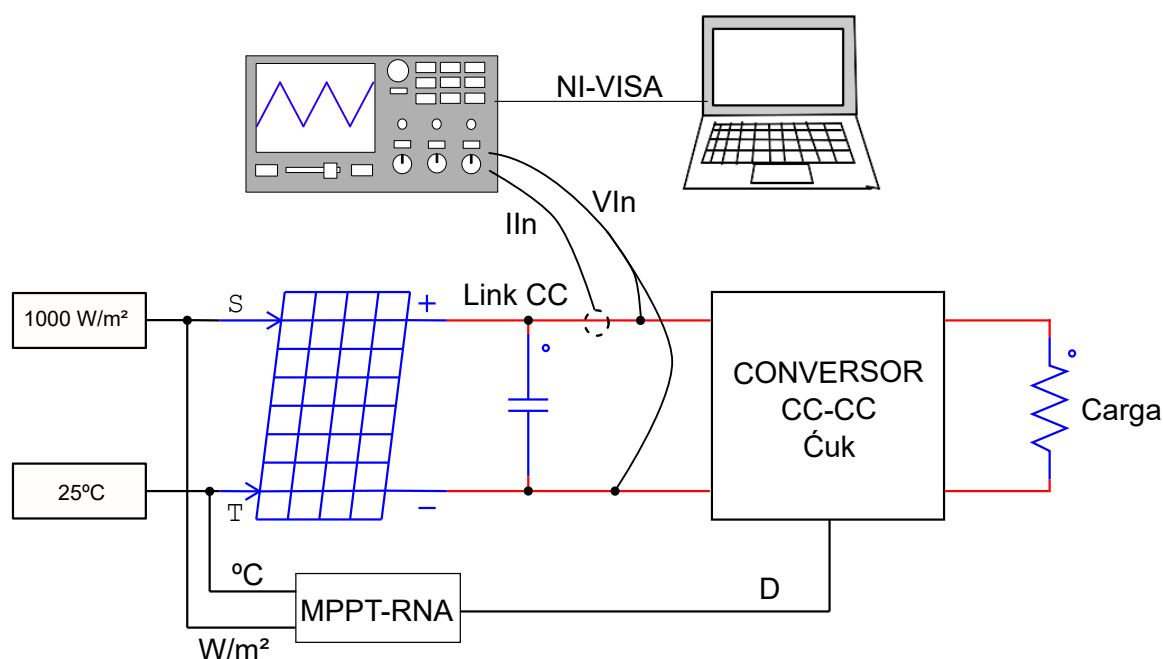 NI-VISA
VIn
IIn
1000 W/m²
S
+
Link CC
CONVERSOR
CC-CC
Ćuk
Carga
25ºC
T
−
ºC
MPPT-RNA
D
W/m²